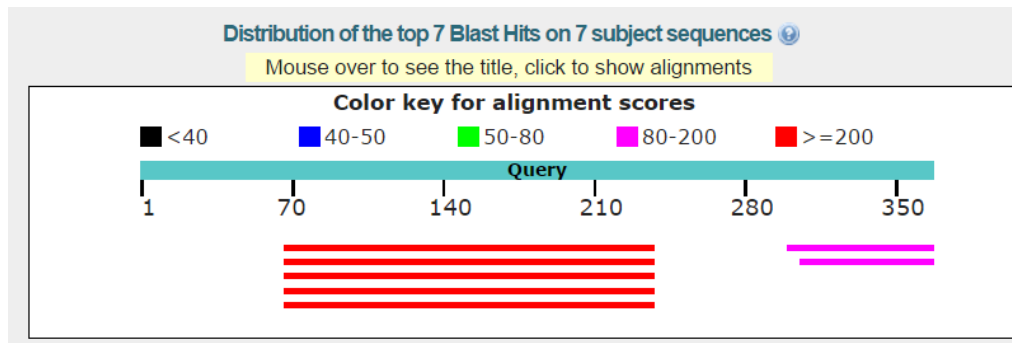 Distribution of the top 7 Blast Hits on 7 subject sequences ?
Mouse over to see the title, click to show alignments
Color key for alignment scores
<40 40-50 50-80 80-200 >=200
Query
1 70 140 210 280 350